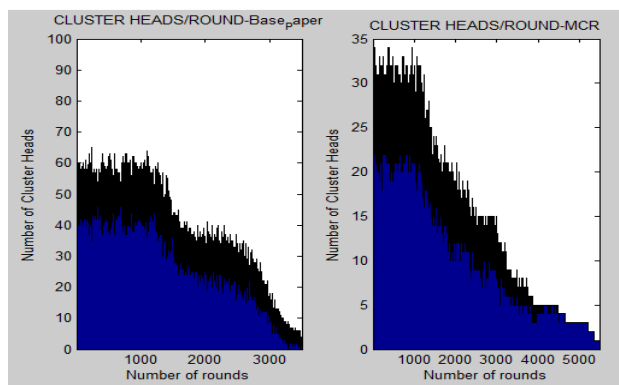 CLUSTER HEADS/ROUND-Base_paper
100
90
80
70
60
50
40
30
20
10
0
Number of Cluster Heads
1000 2000 3000
Number of rounds
CLUSTER HEADS/ROUND-MCR
35
30
25
20
15
10
5
0
Number of Cluster Heads
1000 2000 3000 4000 5000
Number of rounds